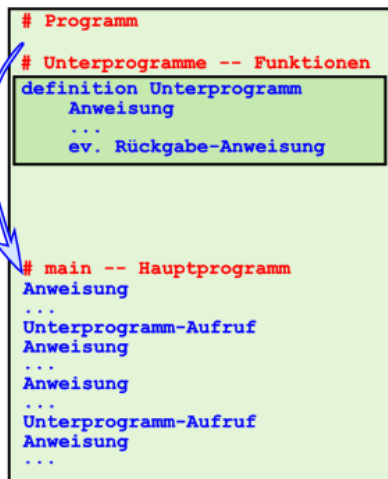 # Programm
# Unterprogramme -- Funktionen
definition Unterprogramm
Anweisung
...
ev. Rückgabe-Anweisung
# main -- Hauptprogramm
Anweisung
...
Unterprogramm-Aufruf
Anweisung
...
Anweisung
...
Unterprogramm-Aufruf
Anweisung
...